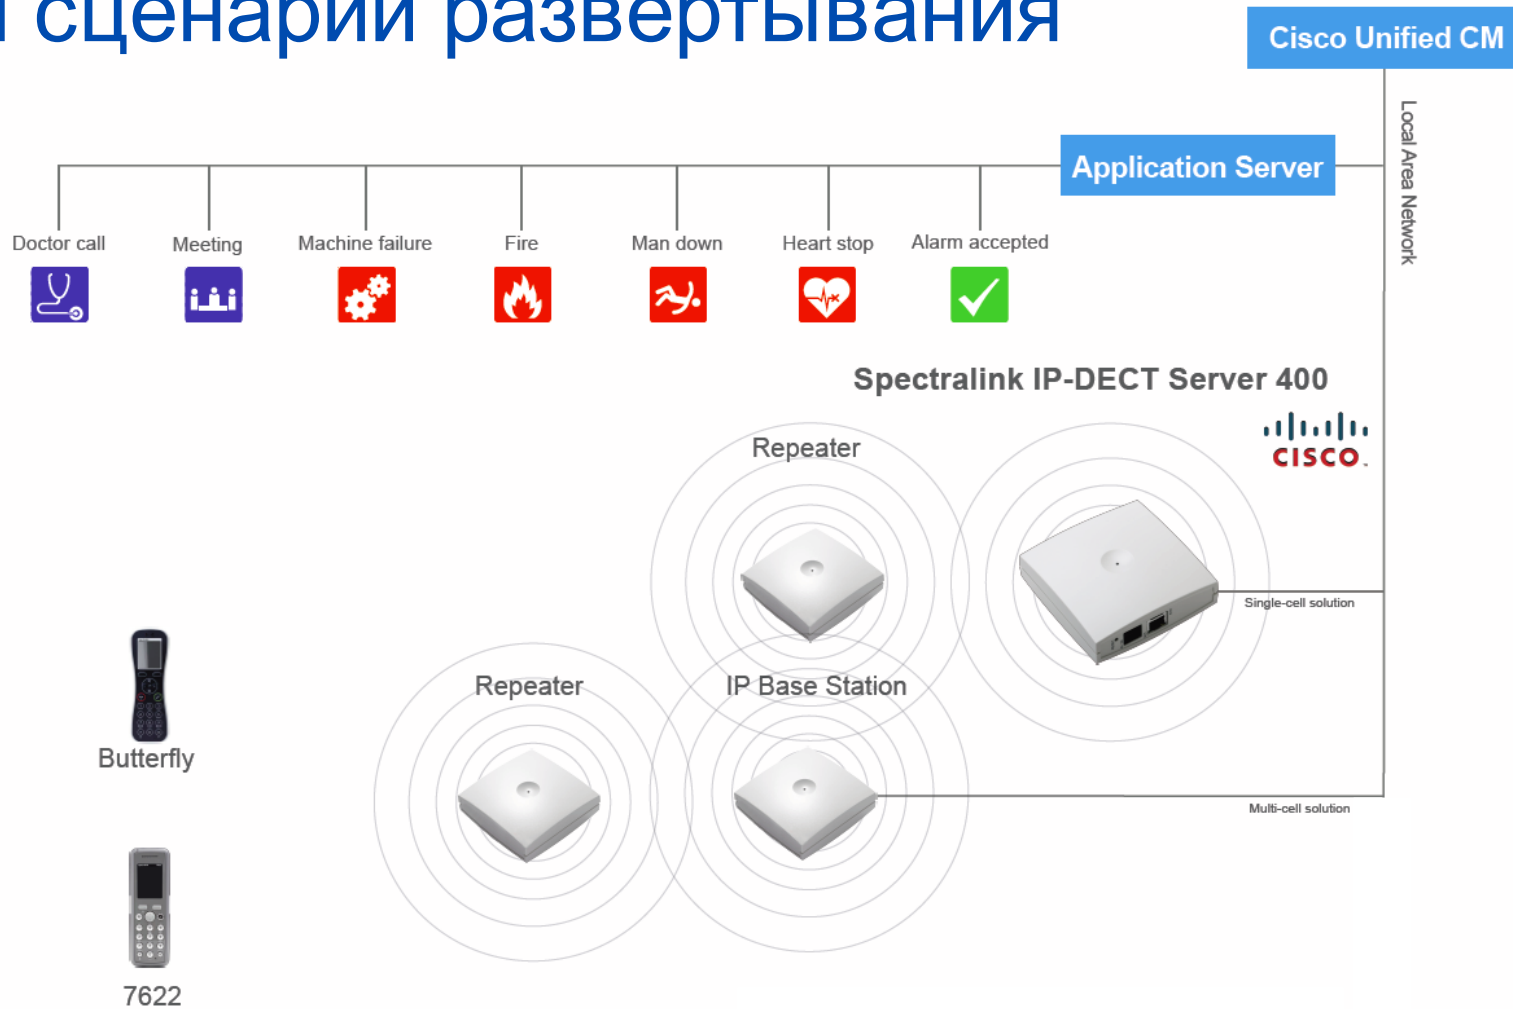 сценарий развертывания
Cisco Unified CM
Local Area Network
Application Server
Doctor call
Meeting
Machine failure
Fire
Man down
Heart stop
Alarm accepted
Spectralink IP-DECT Server 400
CISCO
Repeater
Single-cell solution
Repeater
IP Base Station
Butterfly
Multi-cell solution
7622